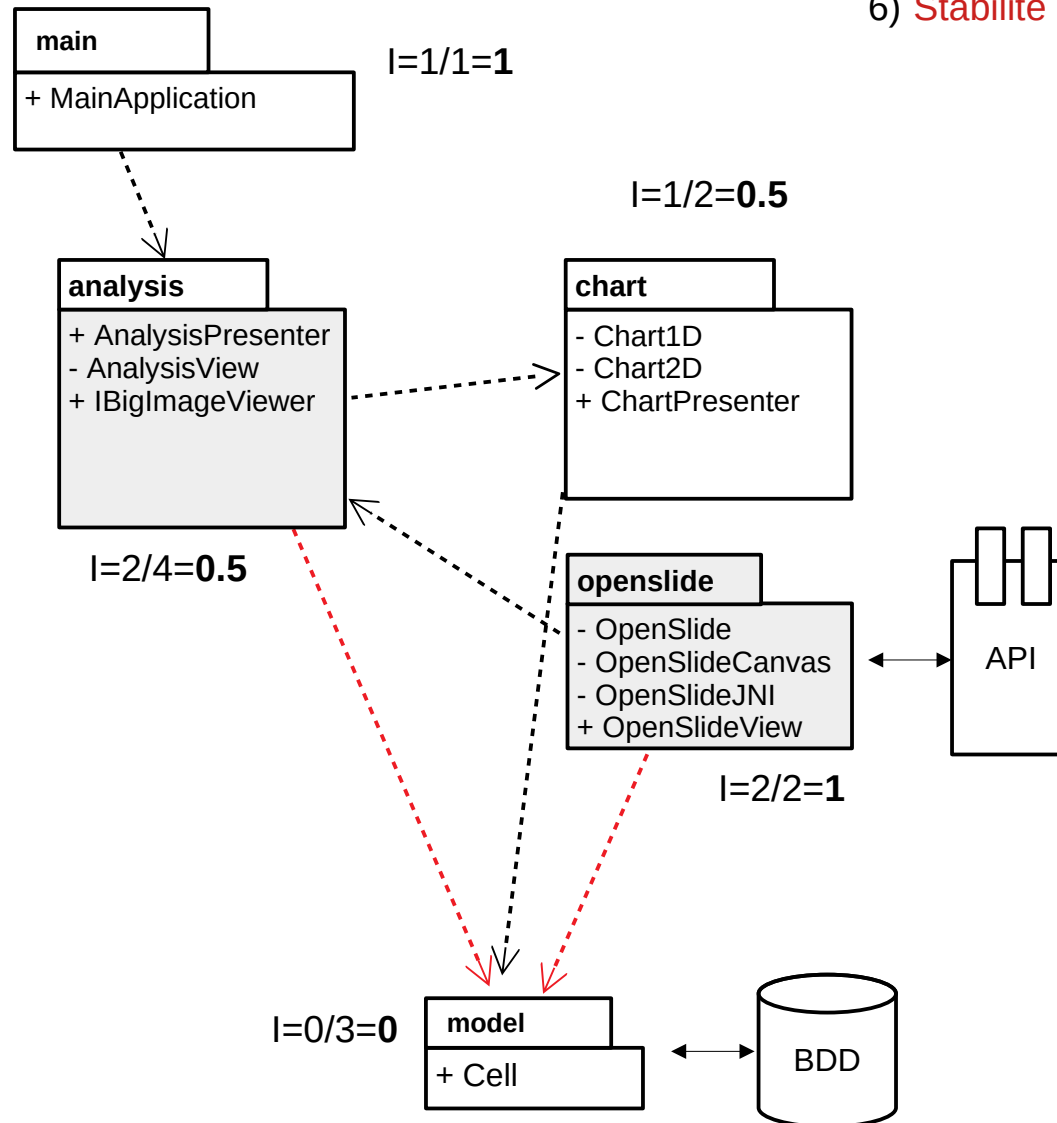 6) Stabilité
main
I=1/1=1
+ MainApplication
I=1/2=0.5
analysis
+ AnalysisPresenter
- AnalysisView
+ IBigImageViewer
chart
- Chart1D
- Chart2D
+ ChartPresenter
I=2/4=0.5
openslide
- OpenSlide
- OpenSlideCanvas
- OpenSlideJNI
+ OpenSlideView
API
I=2/2=1
I=0/3=0
model
+ Cell
BDD